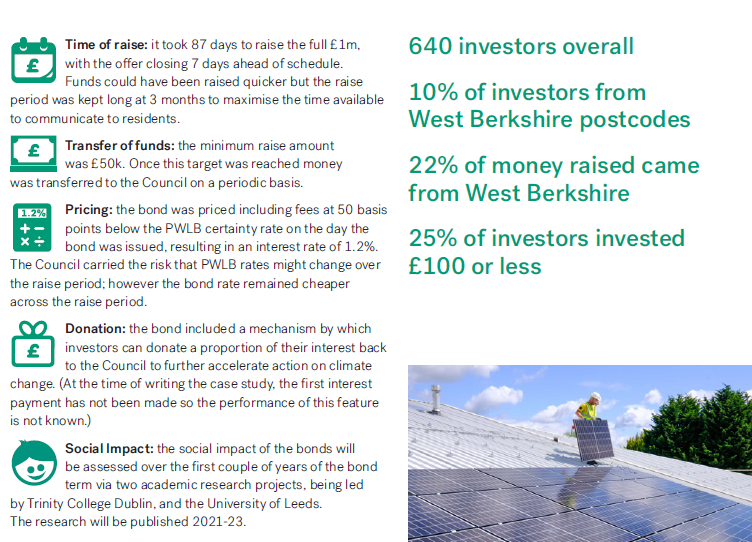 Time of raise: it took 87 days to raise the full £1m,
with the offer closing 7 days ahead of schedule.
Funds could have been raised quicker but the raise
period was kept long at 3 months to maximise the time available
to communicate to residents.
Transfer of funds: the minimum raise amount
was £50k. Once this target was reached money
was transferred to the Council on a periodic basis.
1.2%
Pricing: the bond was priced including fees at 50 basis
points below the PWLB certainty rate on the day the
bond was issued, resulting in an interest rate of 1.2%.
The Council carried the risk that PWLB rates might change over
the raise period; however the bond rate remained cheaper
across the raise period.
Donation: the bond included a mechanism by which
investors can donate a proportion of their interest back
to the Council to further accelerate action on climate
change. (At the time of writing the case study, the first interest
payment has not been made so the performance of this feature
is not known.)
Social Impact: the social impact of the bonds will
be assessed over the first couple of years of the bond
term via two academic research projects, being led
by Trinity College Dublin, and the University of Leeds.
The research will be published 2021-23.
640 investors overall
10% of investors from
West Berkshire postcodes
22% of money raised came
from West Berkshire
25% of investors invested
£100 or less